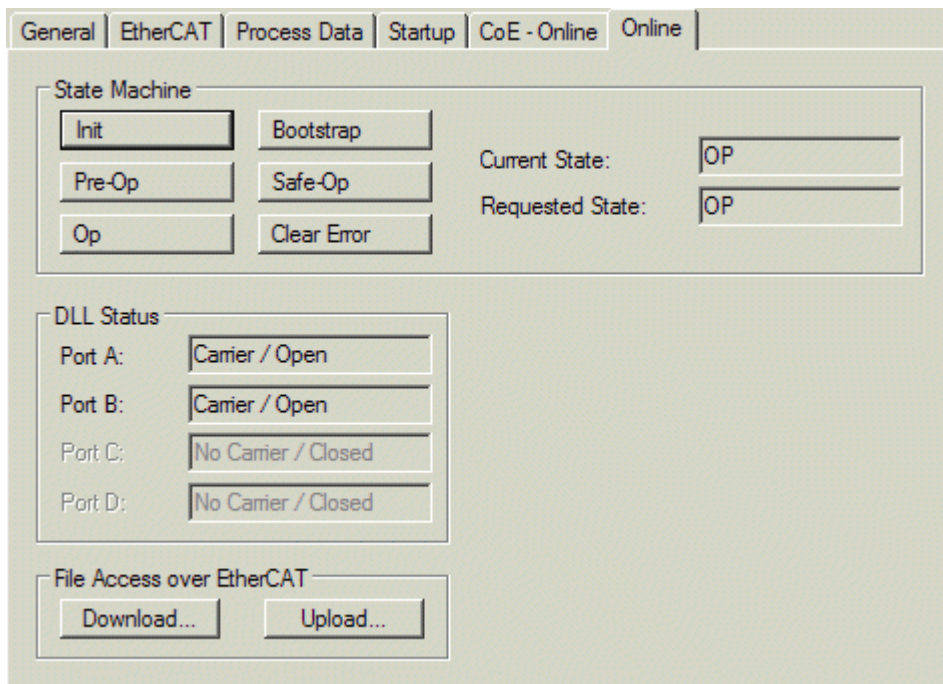 General EtherCAT Process Data Startup CoE - Online Online
State Machine
Init Bootstrap
Current State: OP
Pre-Op Safe-Op
Requested State: OP
Op Clear Error
DLL Status
Port A: Carrier / Open
Port B: Carrier / Open
Port C: No Carrier / Closed
Port D: No Carrier / Closed
File Access over EtherCAT
Download... Upload...